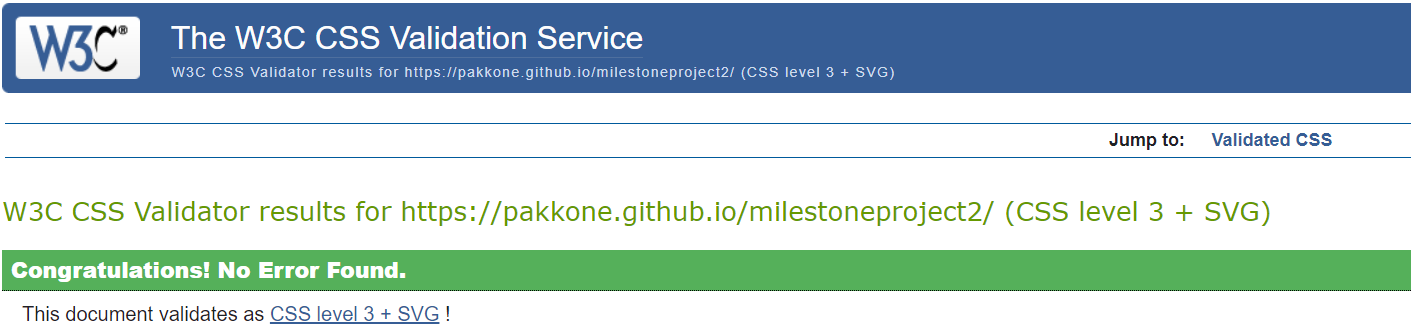 W3C®
The W3C CSS Validation Service
W3C CSS Validator results for https://pakkone.github.io/milestoneproject2/ (CSS level 3 + SVG)
Jump to: Validated CSS
W3C CSS Validator results for https://pakkone.github.io/milestoneproject2/ (CSS level 3 + SVG)
Congratulations! No Error Found.
This document validates as CSS level 3 + SVG !